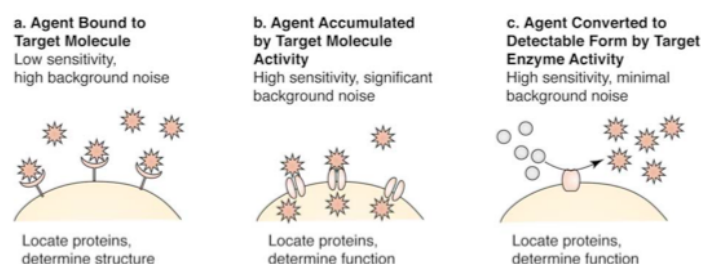 a. Agent Bound to
Target Molecule
Low sensitivity,
high background noise
Locate proteins,
determine structure
b. Agent Accumulated
by Target Molecule
Activity
High sensitivity, significant
background noise
Locate proteins,
determine function
c. Agent Converted to
Detectable Form by Target
Enzyme Activity
High sensitivity, minimal
background noise
Locate proteins,
determine function